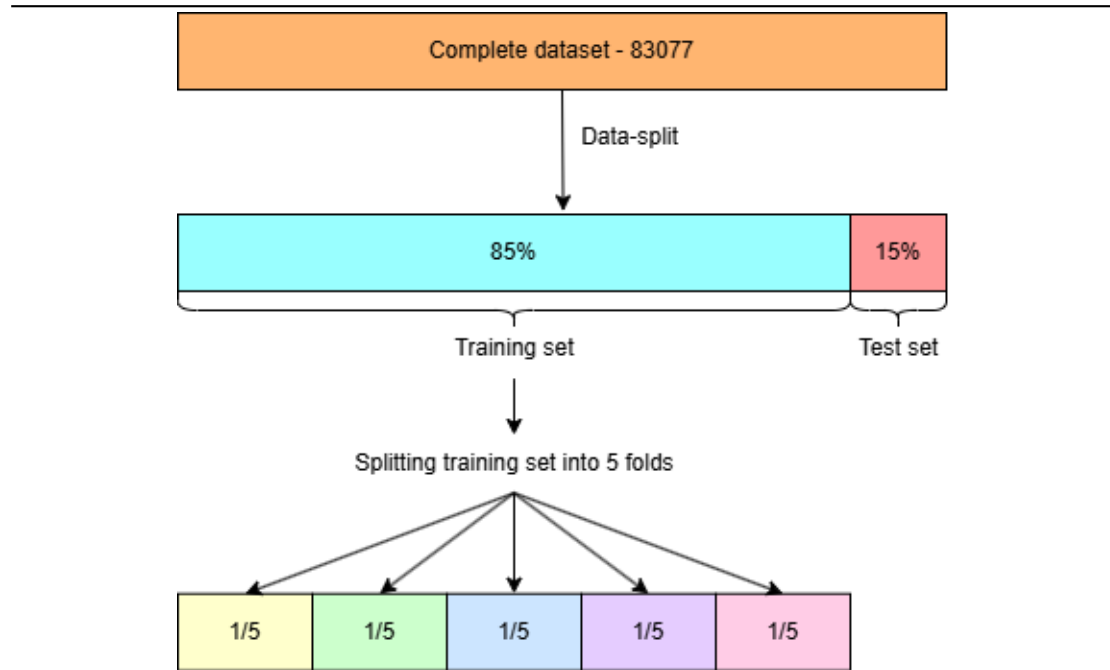 Complete dataset - 83077
Data-split
85%
15%
Training set
Test set
Splitting training set into 5 folds
1/5
1/5
1/5
1/5
1/5